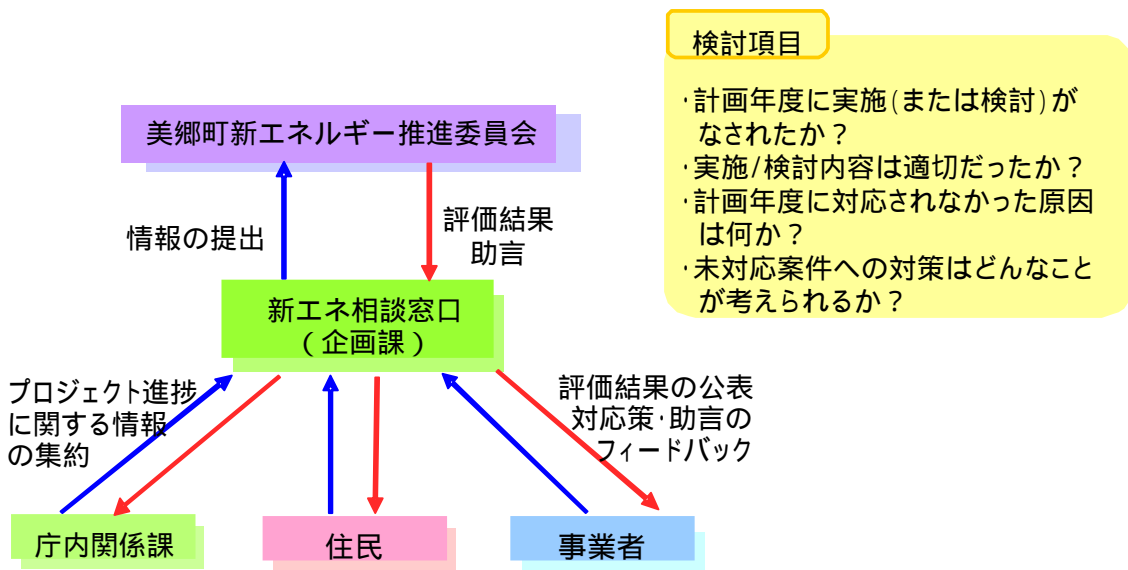 検討項目
・計画年度に実施(または検討)が
なされたか？
・実施/検討内容は適切だったか？
・計画年度に対応されなかった原因
は何か？
・未対応案件への対策はどんなこと
が考えられるか？
美郷町新エネルギー推進委員会
情報の提出
評価結果
助言
新エネ相談窓口
（企画課）
プロジェクト進捗
に関する情報
の集約
評価結果の公表
対応策・助言の
フィードバック
庁内関係課
住民
事業者